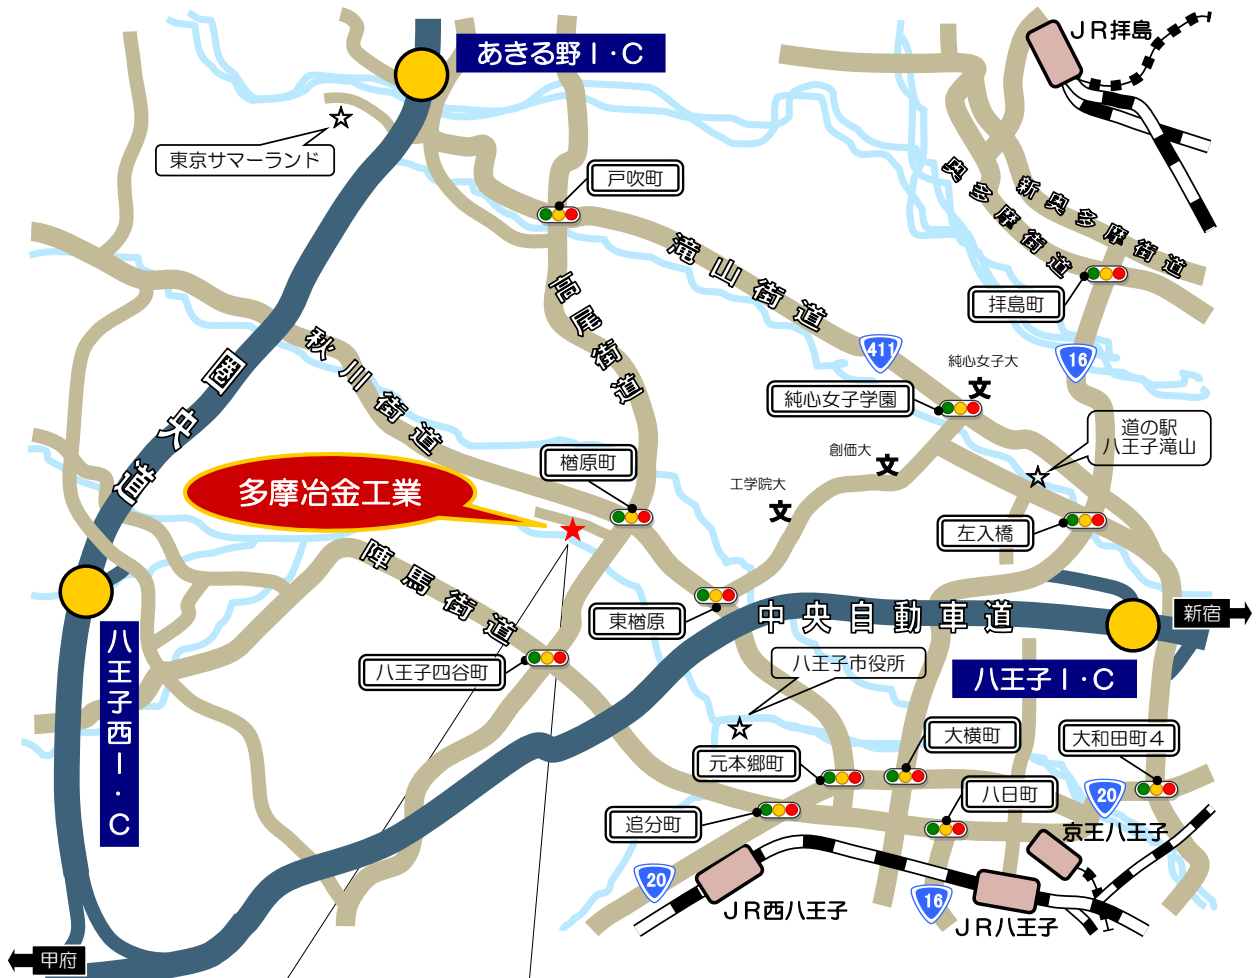 あきる野Ｉ･Ｃ
ＪＲ拝島
東京サマーランド
戸吹町
奥多摩街道
新奥多摩街道
滝山街道
拝島町
高尾街道
411
16
純心女子大
文
純心女子学園
秋川街道
圏央道
道の駅
八王子滝山
創価大
文
楢原町
工学院大
文
多摩冶金工業
左入橋
陣馬街道
東楢原
中央自動車道
新宿
八王子西Ｉ･Ｃ
八王子四谷町
八王子市役所
八王子Ｉ･Ｃ
大横町
大和田町４
元本郷町
八日町
20
追分町
京王八王子
20
16
ＪＲ西八王子
ＪＲ八王子
甲府